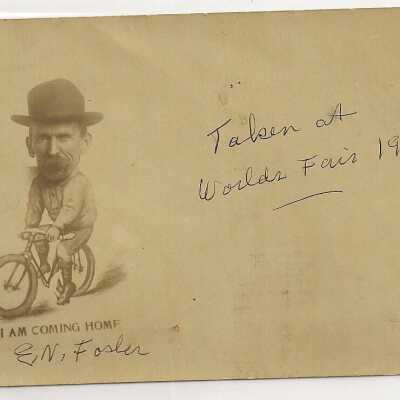 Taken at
Worlds Fair 19
I AM COMING HOME
E.N. Foster